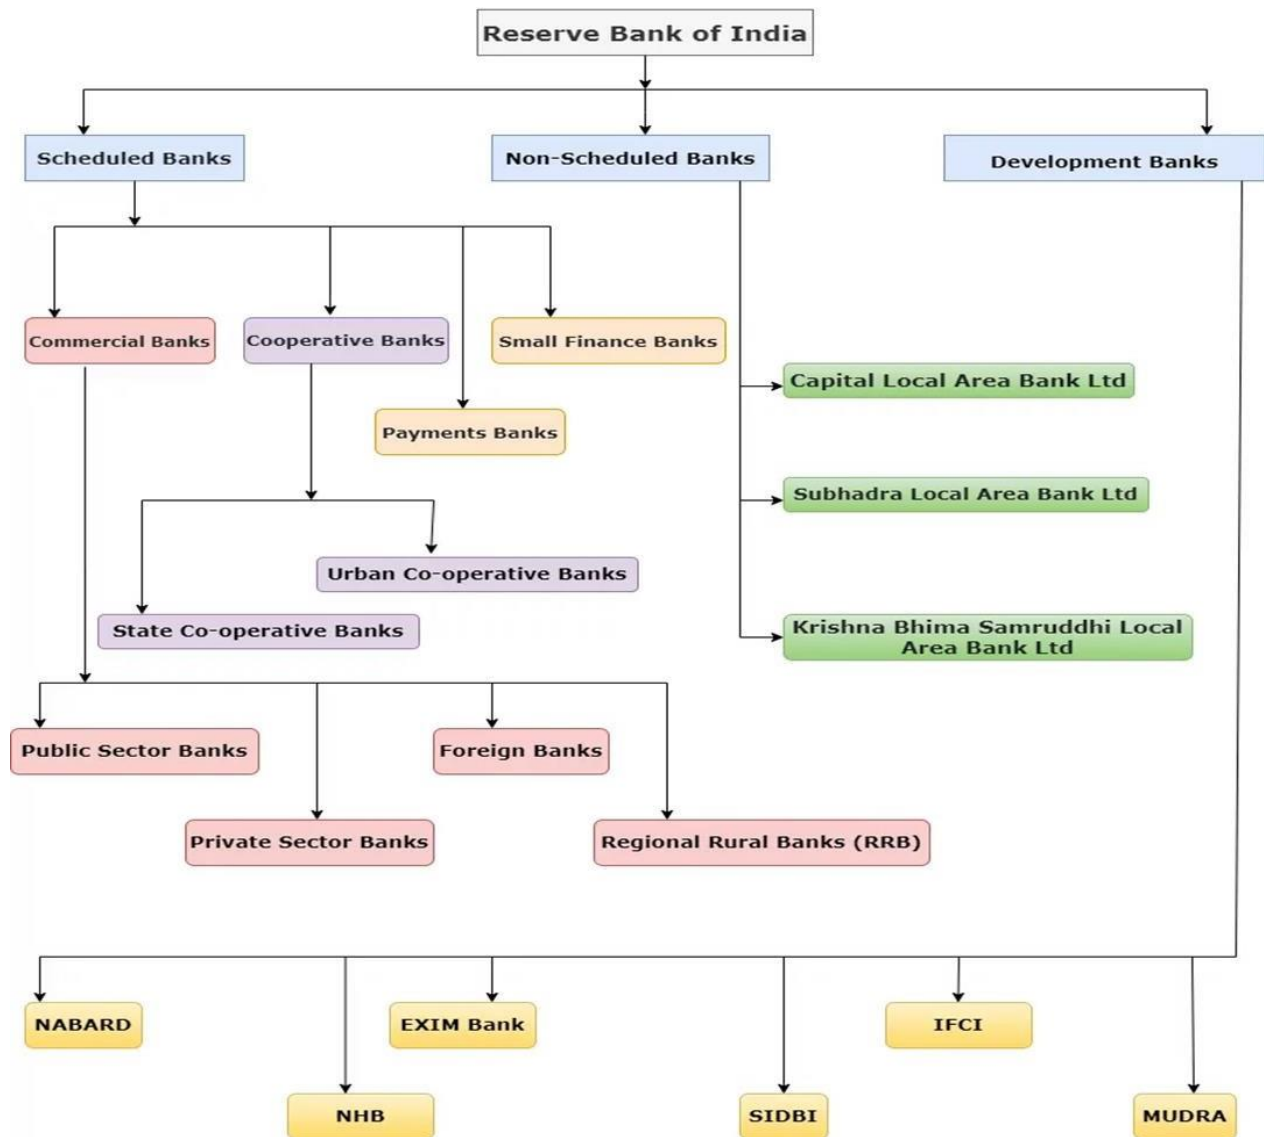 Reserve Bank of India
Scheduled Banks
Non-Scheduled Banks
Development Banks
Commercial Banks
Cooperative Banks
Small Finance Banks
Payments Banks
Capital Local Area Bank Ltd
Subhadra Local Area Bank Ltd
Krishna Bhima Samruddhi Local
Area Bank Ltd
Urban Co-operative Banks
State Co-operative Banks
Public Sector Banks
Foreign Banks
Private Sector Banks
Regional Rural Banks (RRB)
NABARD
EXIM Bank
IFCI
NHB
SIDBI
MUDRA